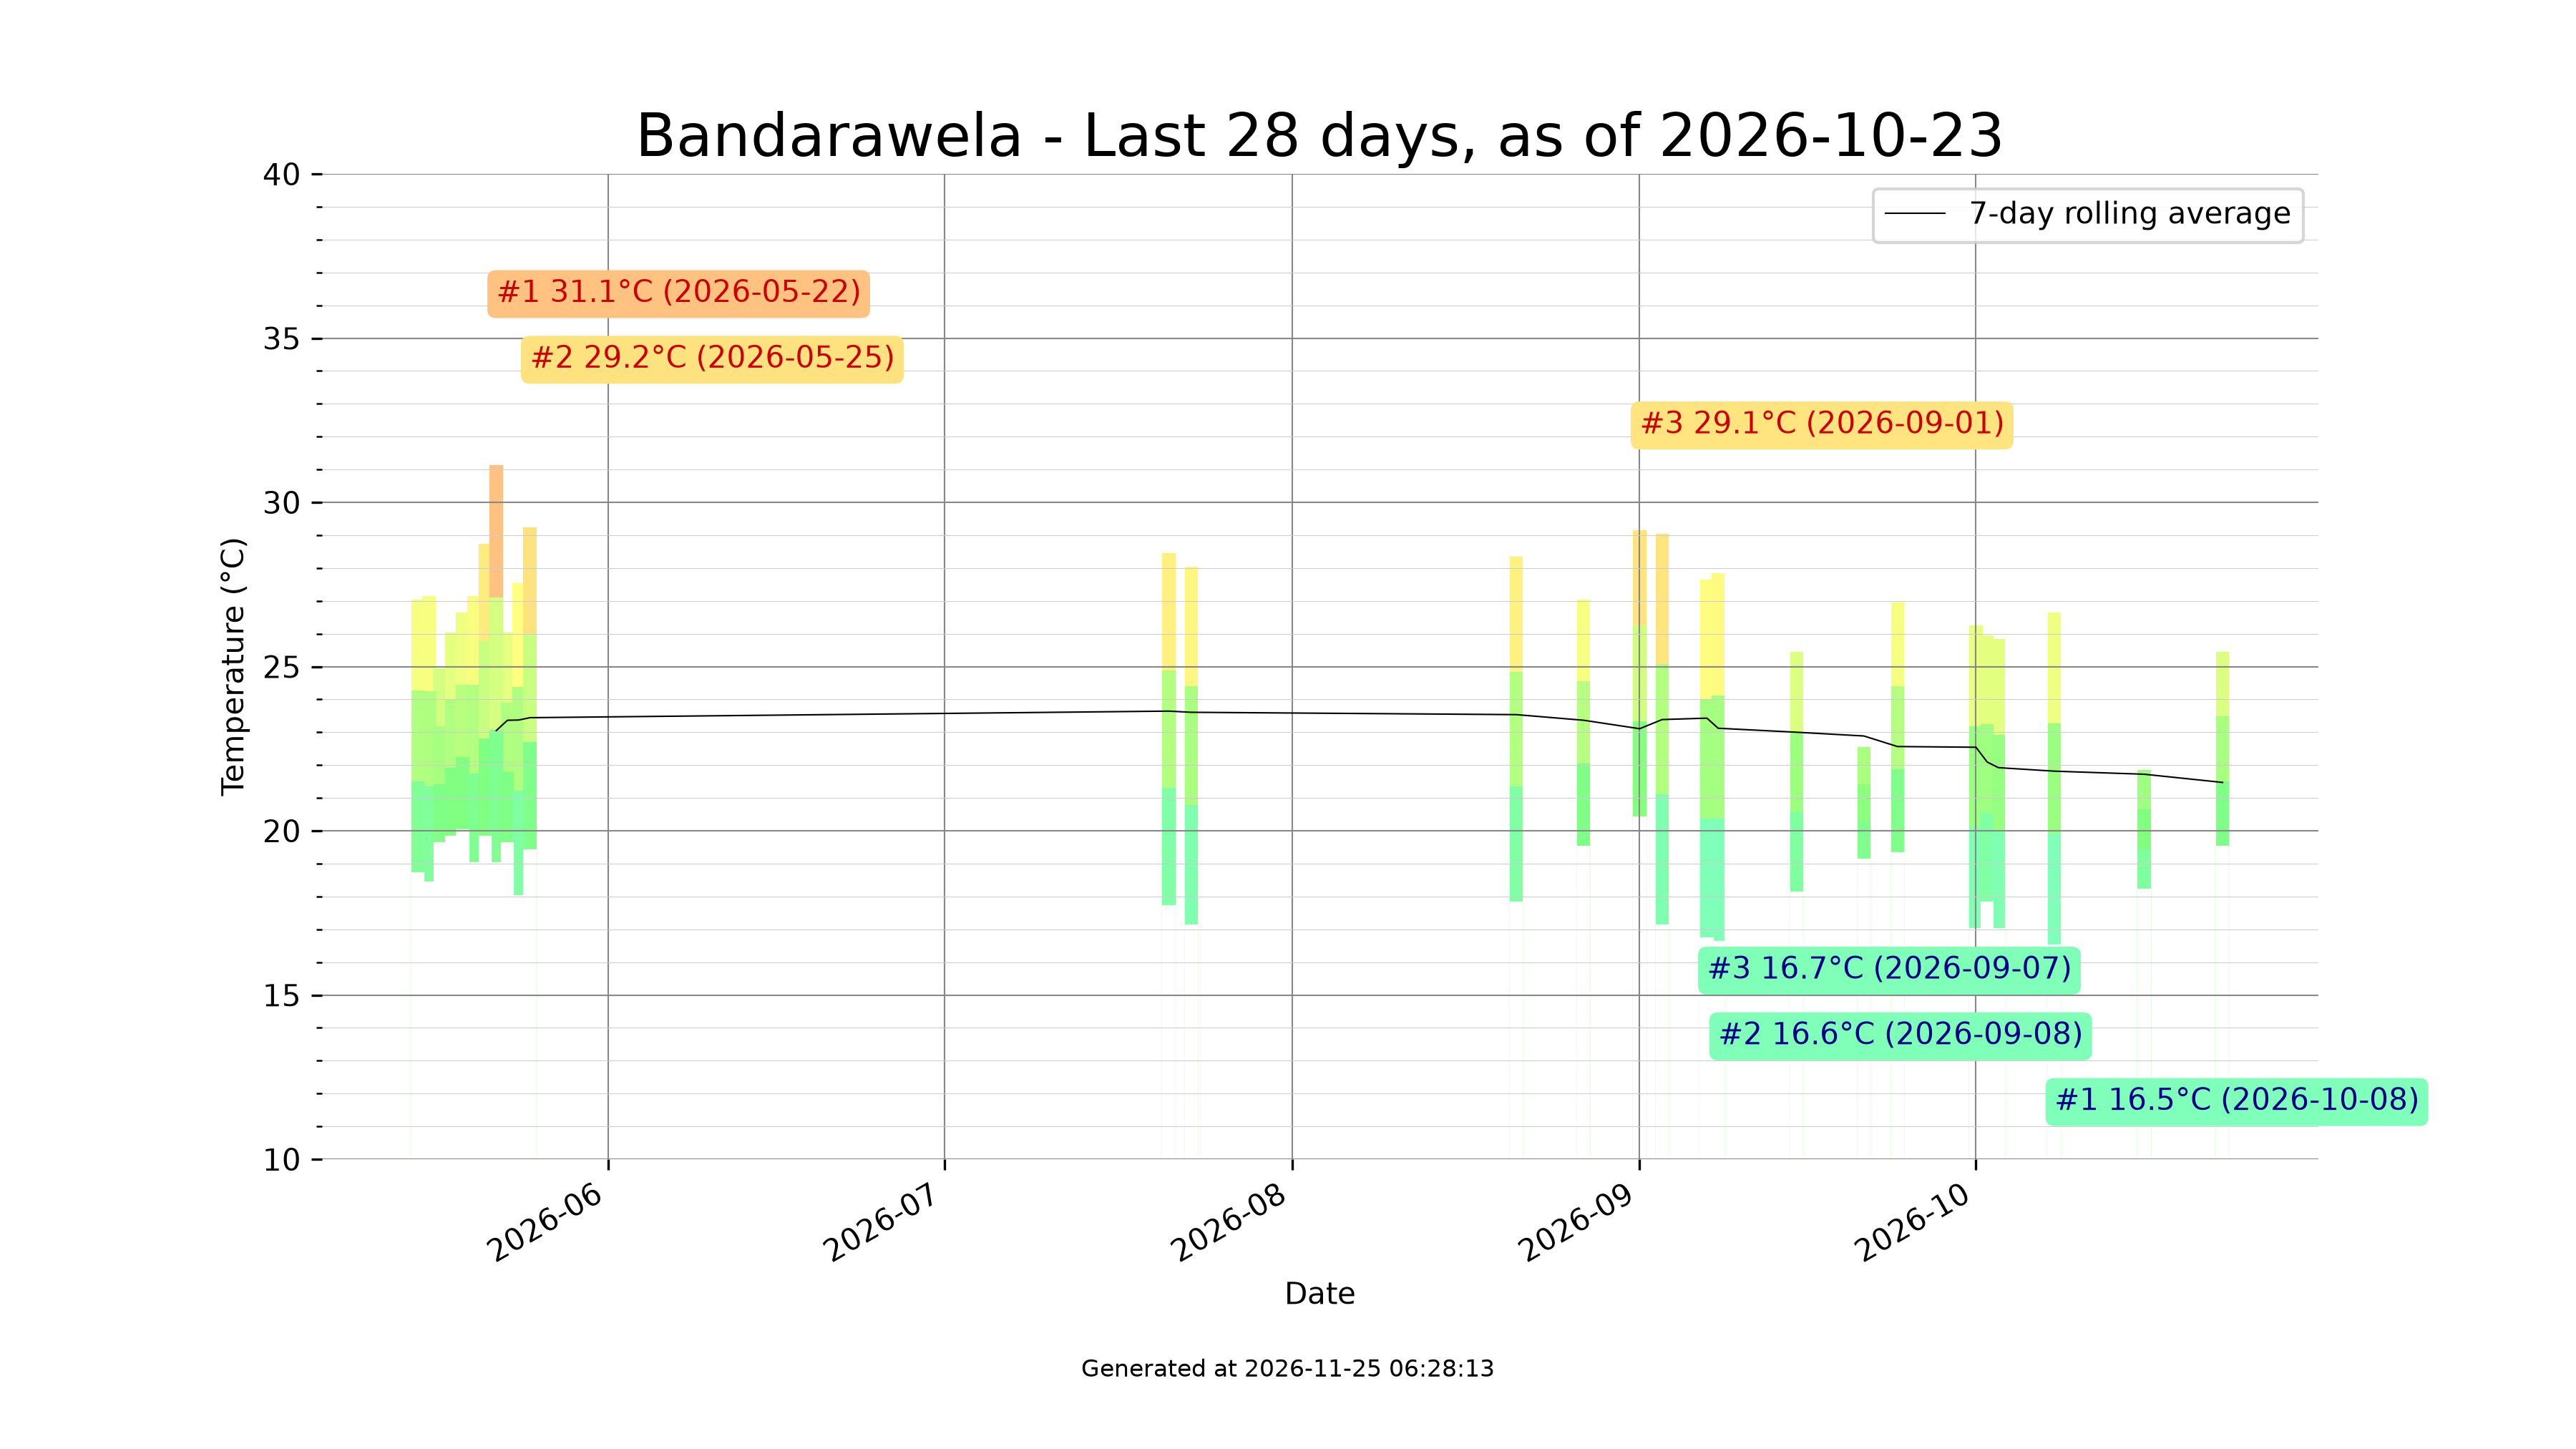 Bandarawela - Last 28 days, as of 2026-10-23
40
35
30
25
20
15
10
Temperature (°C)
7-day rolling average
#1 31.1°C (2026-05-22)
#2 29.2°C (2026-05-25)
#3 29.1°C (2026-09-01)
#3 16.7°C (2026-09-07)
#2 16.6°C (2026-09-08)
#1 16.5°C (2026-10-08)
2026-06
2026-07
2026-08
2026-09
2026-10
Date
Generated at 2026-11-25 06:28:13